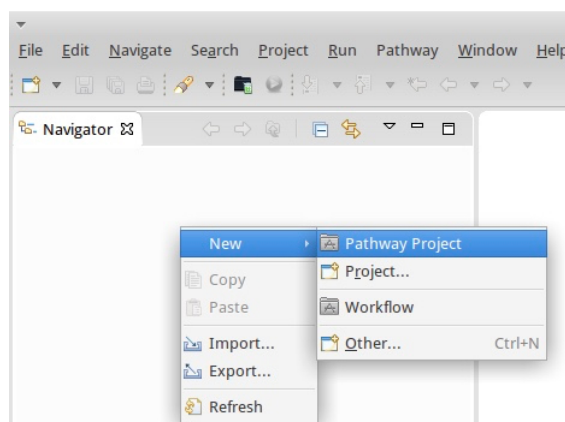 File Edit Navigate Search Project Run Pathway Window Help
Navigator
New
Pathway Project
Project...
Copy
Paste
Workflow
Import...
Other... Ctrl+N
Export...
Refresh